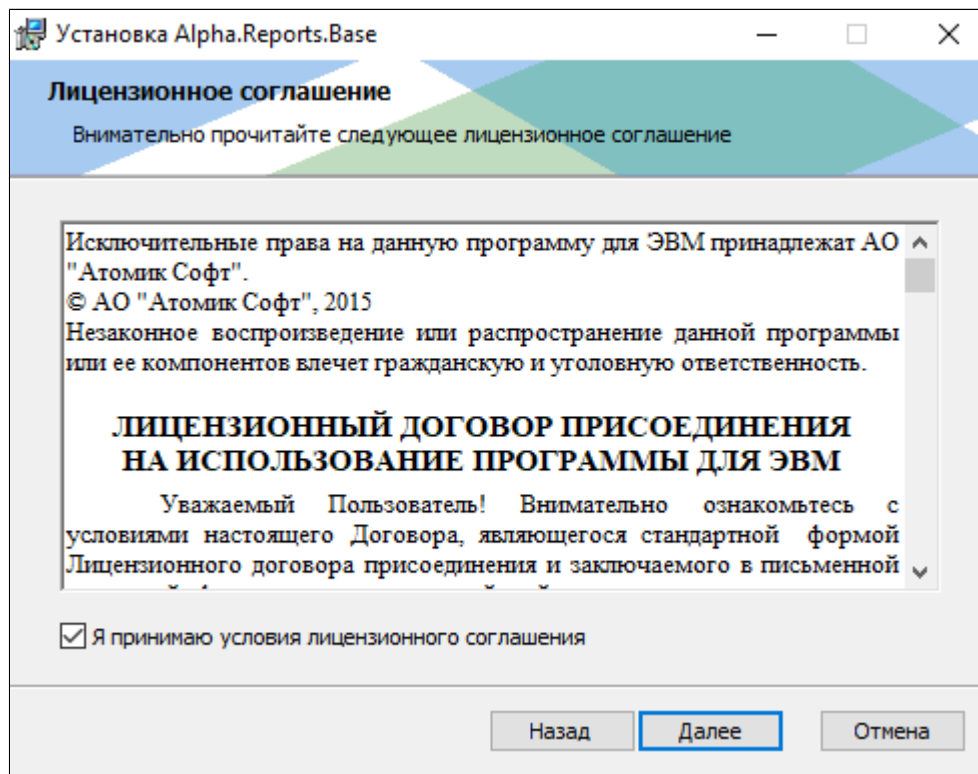 Установка Alpha.Reports.Base
Лицензионное соглашение
Внимательно прочитайте следующее лицензионное соглашение
Исключительные права на данную программу для ЭВМ принадлежат АО
"Атомик Софт".
© АО "Атомик Софт", 2015
Незаконное воспроизведение или распространение данной программы
или ее компонентов влечет гражданскую и уголовную ответственность.
ЛИЦЕНЗИОННЫЙ ДОГОВОР ПРИСОЕДИНЕНИЯ
НА ИСПОЛЬЗОВАНИЕ ПРОГРАММЫ ДЛЯ ЭВМ
Уважаемый Пользователь! Внимательно ознакомьтесь с
условиями настоящего Договора, являющегося стандартной формой
Лицензионного договора присоединения и заключаемого в письменной
Я принимаю условия лицензионного соглашения
Назад Далее Отмена